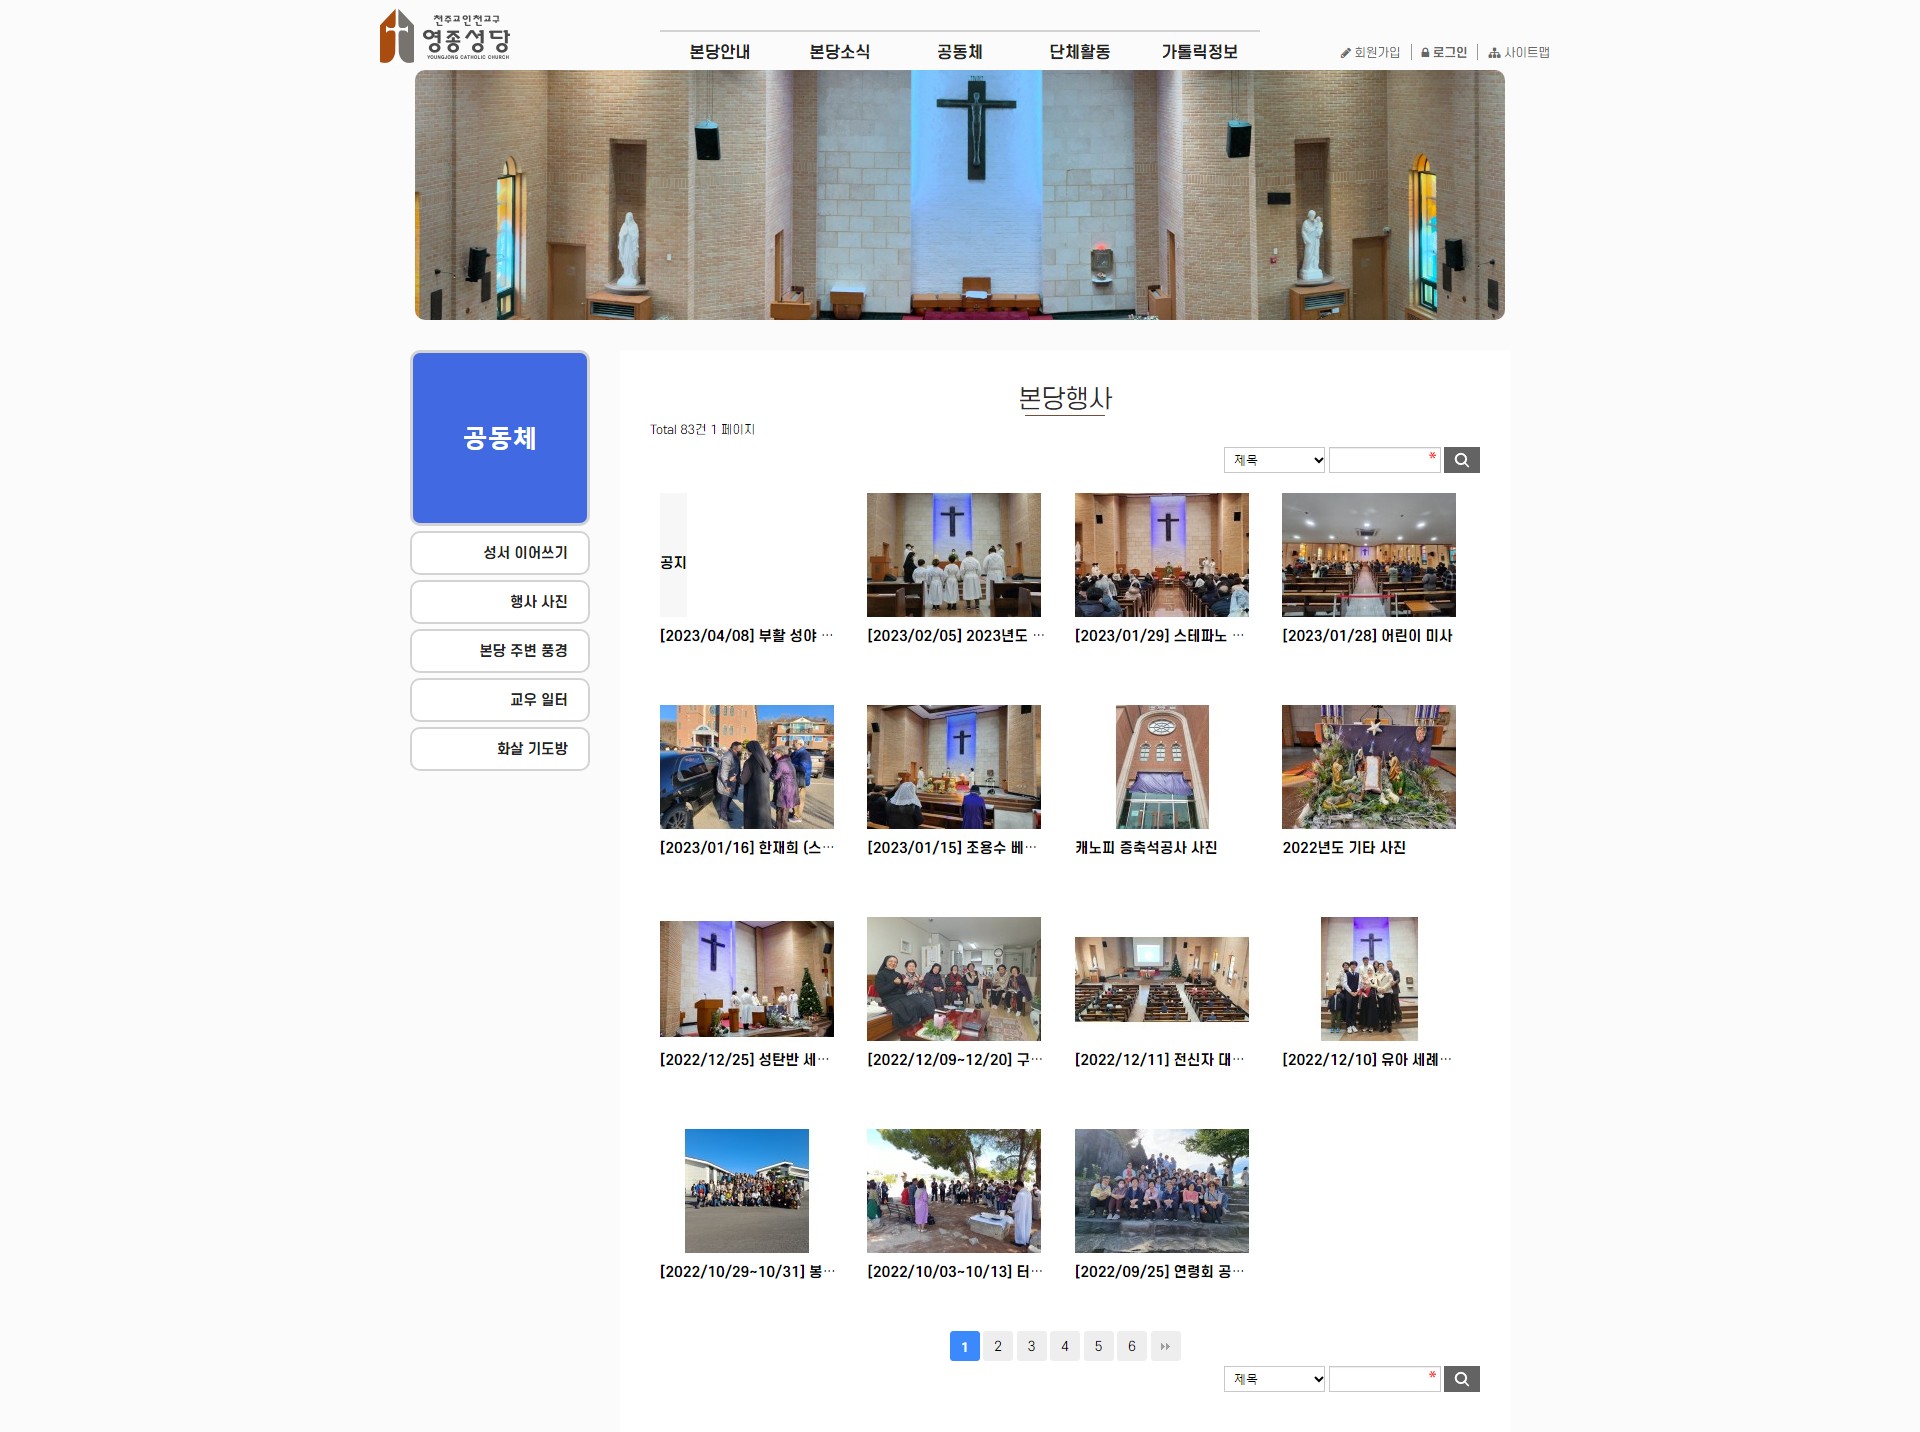 천주교인천교구
영종성당
YOUNGJONG CATHOLIC CHURCH
본당안내 본당소식 공동체 단체활동 가톨릭정보
회원가입 로그인 사이트맵
공동체
성서 이어쓰기
행사 사진
본당 주변 풍경
교우 일터
화살 기도방
본당행사
Total 83건 1 페이지
제목 *
공지
[2023/04/08] 부활 성야 … [2023/02/05] 2023년도 … [2023/01/29] 스테파노 … [2023/01/28] 어린이 미사
[2023/01/16] 한재희 (스… [2023/01/15] 조용수 베… 캐노피 증축석공사 사진 2022년도 기타 사진
[2022/12/25] 성탄반 세… [2022/12/09~12/20] 구… [2022/12/11] 전신자 대… [2022/12/10] 유아 세례…
[2022/10/29~10/31] 봉… [2022/10/03~10/13] 터… [2022/09/25] 연령회 공…
1 2 3 4 5 6
제목 *